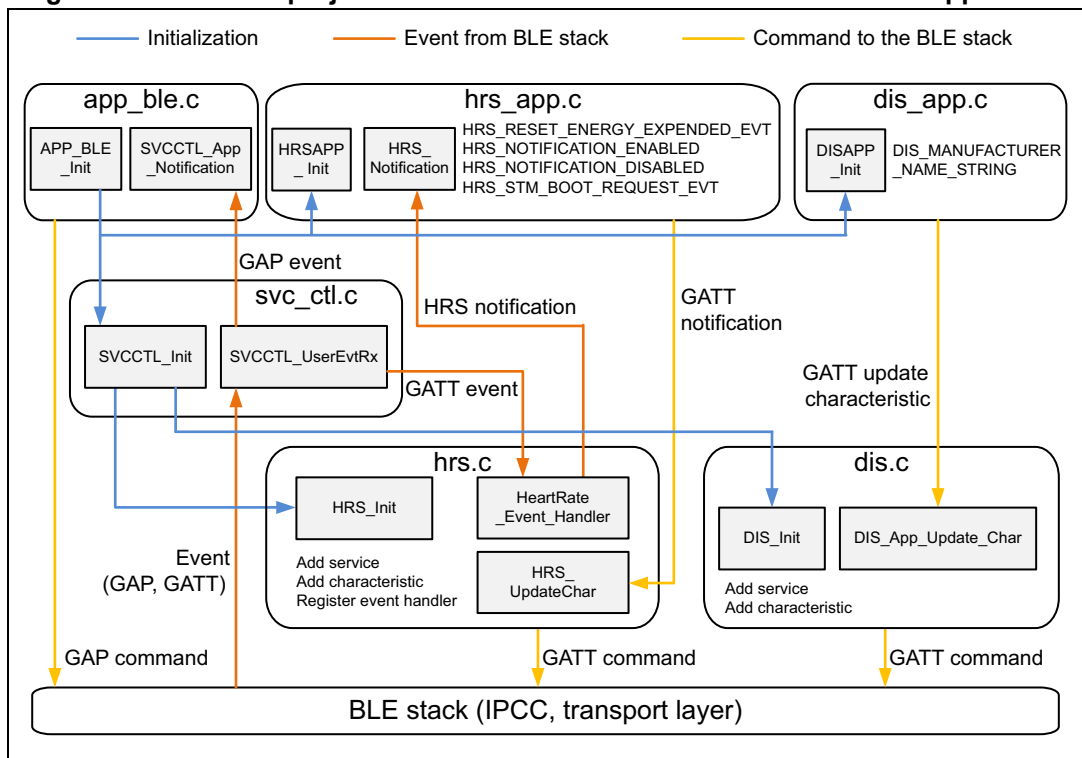 Initialization
Event from BLE stack
Command to the BLE stack
app_ble.c
APP_BLE
_Init
SVCCTL_App
_Notification
hrs_app.c
HRSAPP
_ Init
HRS_
Notification
HRS_RESET_ENERGY_EXPENDED_EVT
HRS_NOTIFICATION_ENABLED
HRS_NOTIFICATION_DISABLED
HRS_STM_BOOT_REQUEST_EVT
dis_app.c
DISAPP
_Init
DIS_MANUFACTURER
_NAME_STRING
GAP event
HRS notification
GATT
notification
svc_ctl.c
SVCCTL_Init
SVCCTL_UserEvtRx
GATT event
GATT update
characteristic
hrs.c
HRS_Init
HeartRate
_Event_Handler
Add service
Add characteristic
Register event handler
HRS_
UpdateChar
dis.c
DIS_Init
DIS_App_Update_Char
Add service
Add characteristic
Event
(GAP, GATT)
GAP command
GATT command
GATT command
BLE stack (IPCC, transport layer)